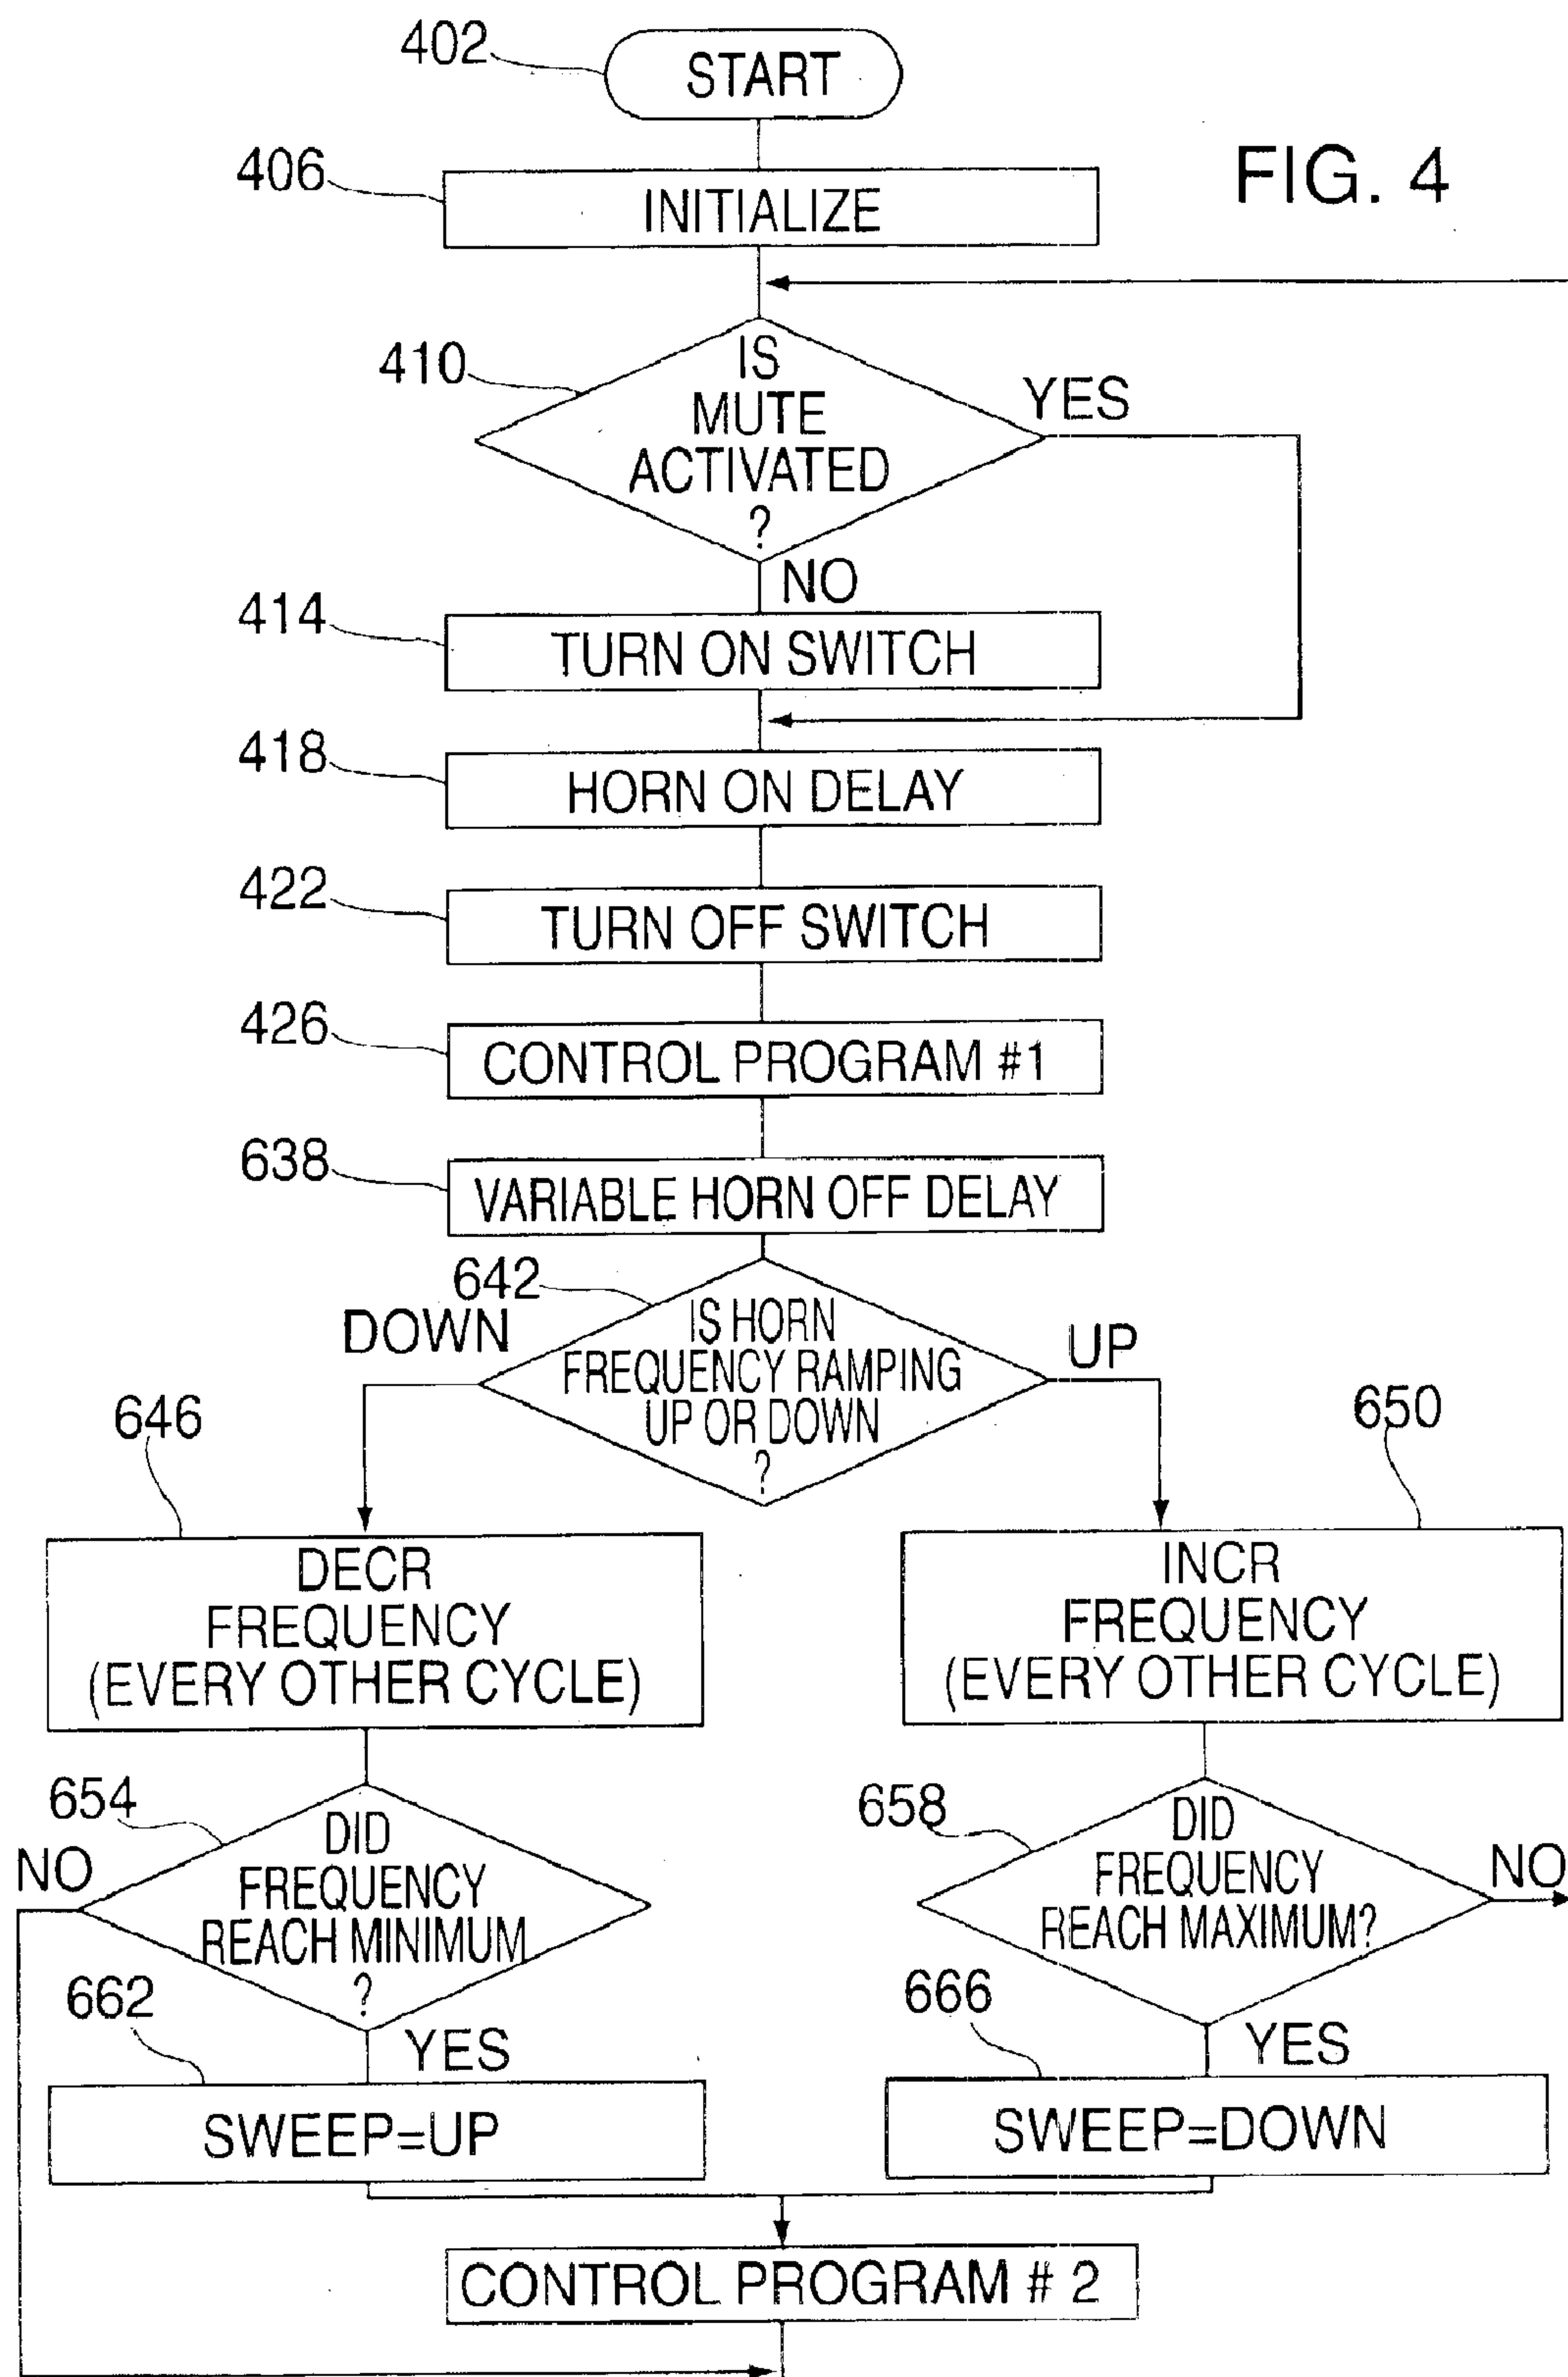 402
START
FIG. 4
406
INITIALIZE
410
IS
MUTE
ACTIVATED
?
YES
NO
414
TURN ON SWITCH
418
HORN ON DELAY
422
TURN OFF SWITCH
426
CONTROL PROGRAM #1
638
VARIABLE HORN OFF DELAY
642
DOWN
IS HORN
FREQUENCY RAMPING
UP OR DOWN
?
UP
646
650
DECR
FREQUENCY
(EVERY OTHER CYCLE)
INCR
FREQUENCY
(EVERY OTHER CYCLE)
654
NO
DID
FREQUENCY
REACH MINIMUM
?
YES
658
DID
FREQUENCY
REACH MAXIMUM?
NO
YES
662
SWEEP=UP
666
SWEEP=DOWN
CONTROL PROGRAM # 2